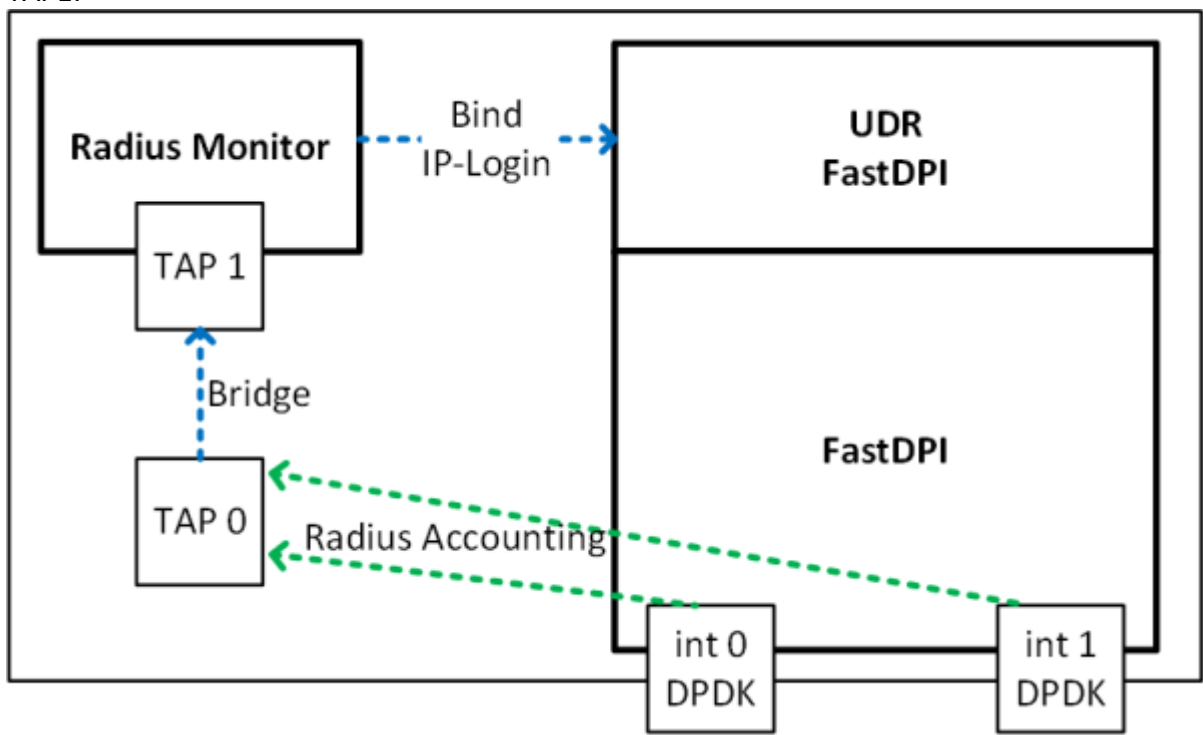 Radius Monitor
Bind
IP-Login
UDR
FastDPI
TAP 1
Bridge
FastDPI
TAP 0
Radius Accounting
int 0
DPDK
int 1
DPDK